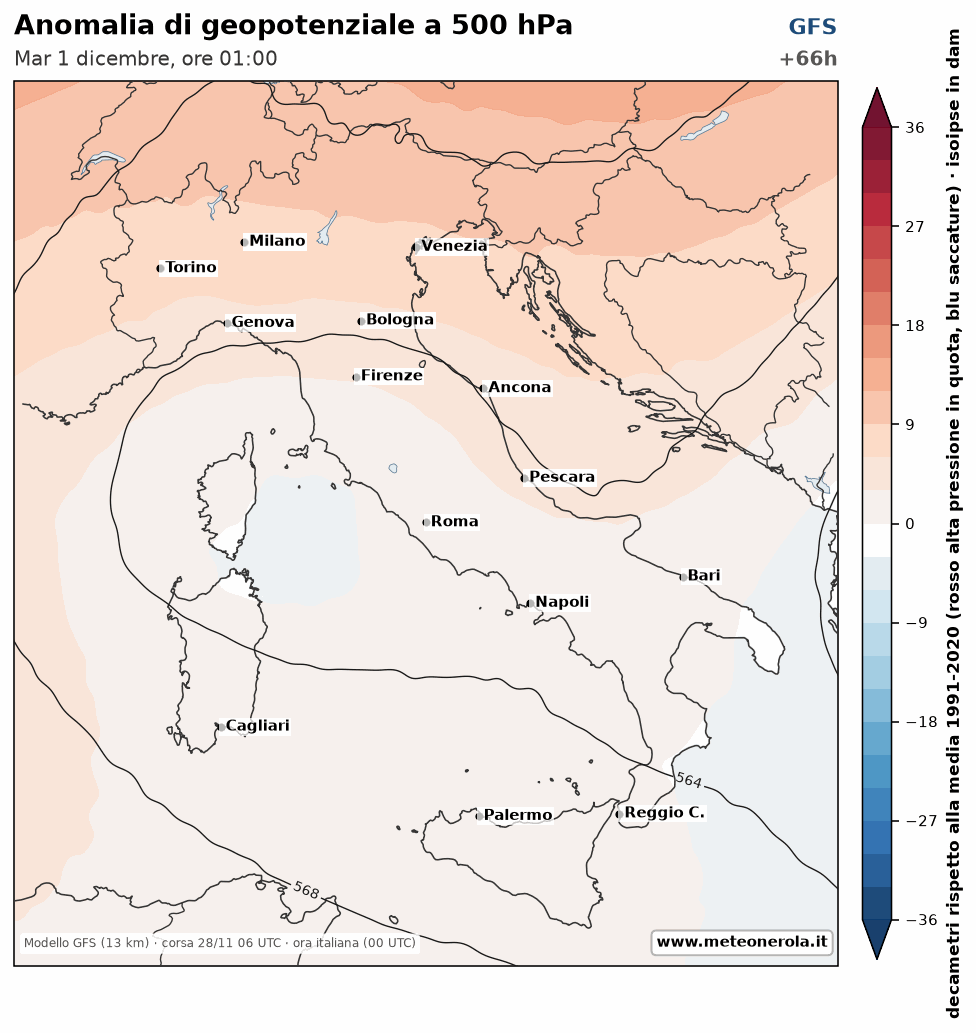 Anomalia di geopotenziale a 500 hPa
GFS
Mar 1 dicembre, ore 01:00
+66h
Milano
Venezia
Torino
Genova
Bologna
Firenze
Ancona
Pescara
Roma
Bari
Napoli
Cagliari
564
Palermo
Reggio C.
568
Modello GFS (13 km) · corsa 28/11 06 UTC · ora italiana (00 UTC)
www.meteonerola.it
36
27
18
9
0
−9
−18
−27
−36
decametri rispetto alla media 1991-2020 (rosso alta pressione in quota, blu saccature) · isoipse in dam